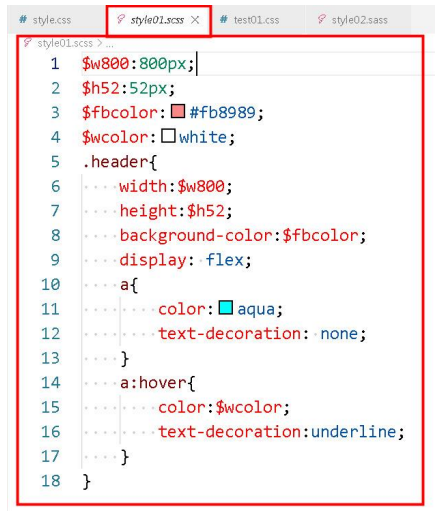 style.css style01.scss × test01.css style02.sass
style01.scss > ...
1 $w800:800px;
2 $h52:52px;
3 $fbcolor:#fb8989;
4 $wcolor:white;
5 .header{
6 ····width:$w800;
7 ····height:$h52;
8 ····background-color:$fbcolor;
9 ····display:·flex;
10 ····a{
11 ········color:aqua;
12 ········text-decoration:·none;
13 ····}
14 ····a:hover{
15 ········color:$wcolor;
16 ········text-decoration:underline;
17 ····}
18 }